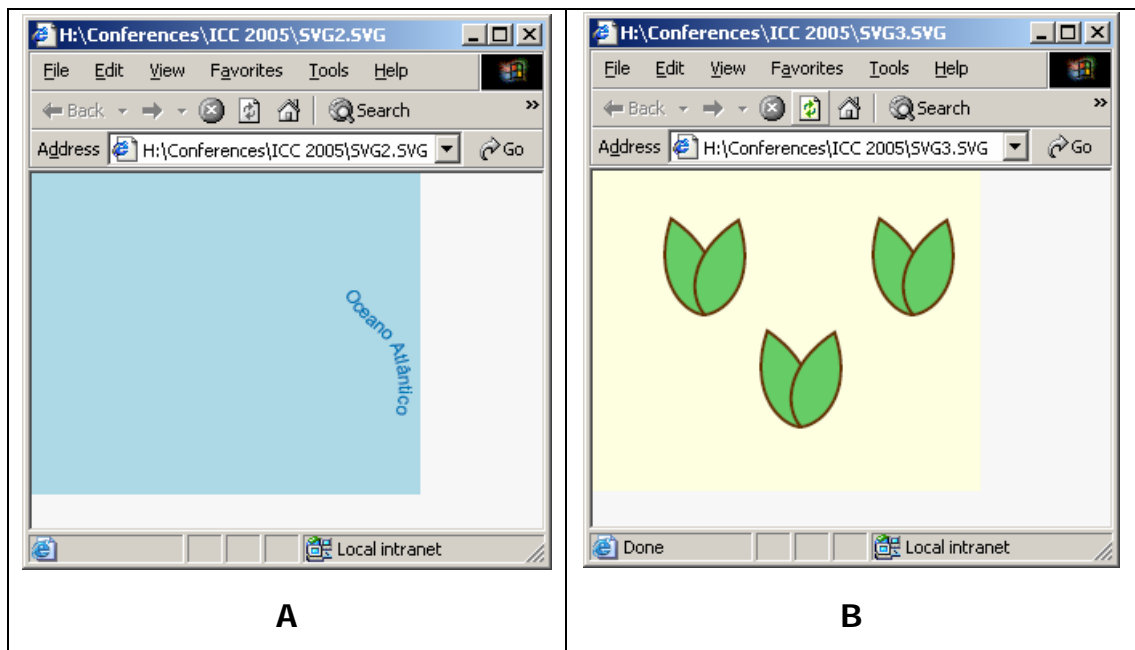 H:\Conferences\ICC 2005\SVG2.SVG
File Edit View Favorites Tools Help
Back Search »
Address H:\Conferences\ICC 2005\SVG2.SVG Go
Oceano Atlântico
Local intranet
A
H:\Conferences\ICC 2005\SVG3.SVG
File Edit View Favorites Tools Help
Back Search »
Address H:\Conferences\ICC 2005\SVG3.SVG Go
Done Local intranet
B